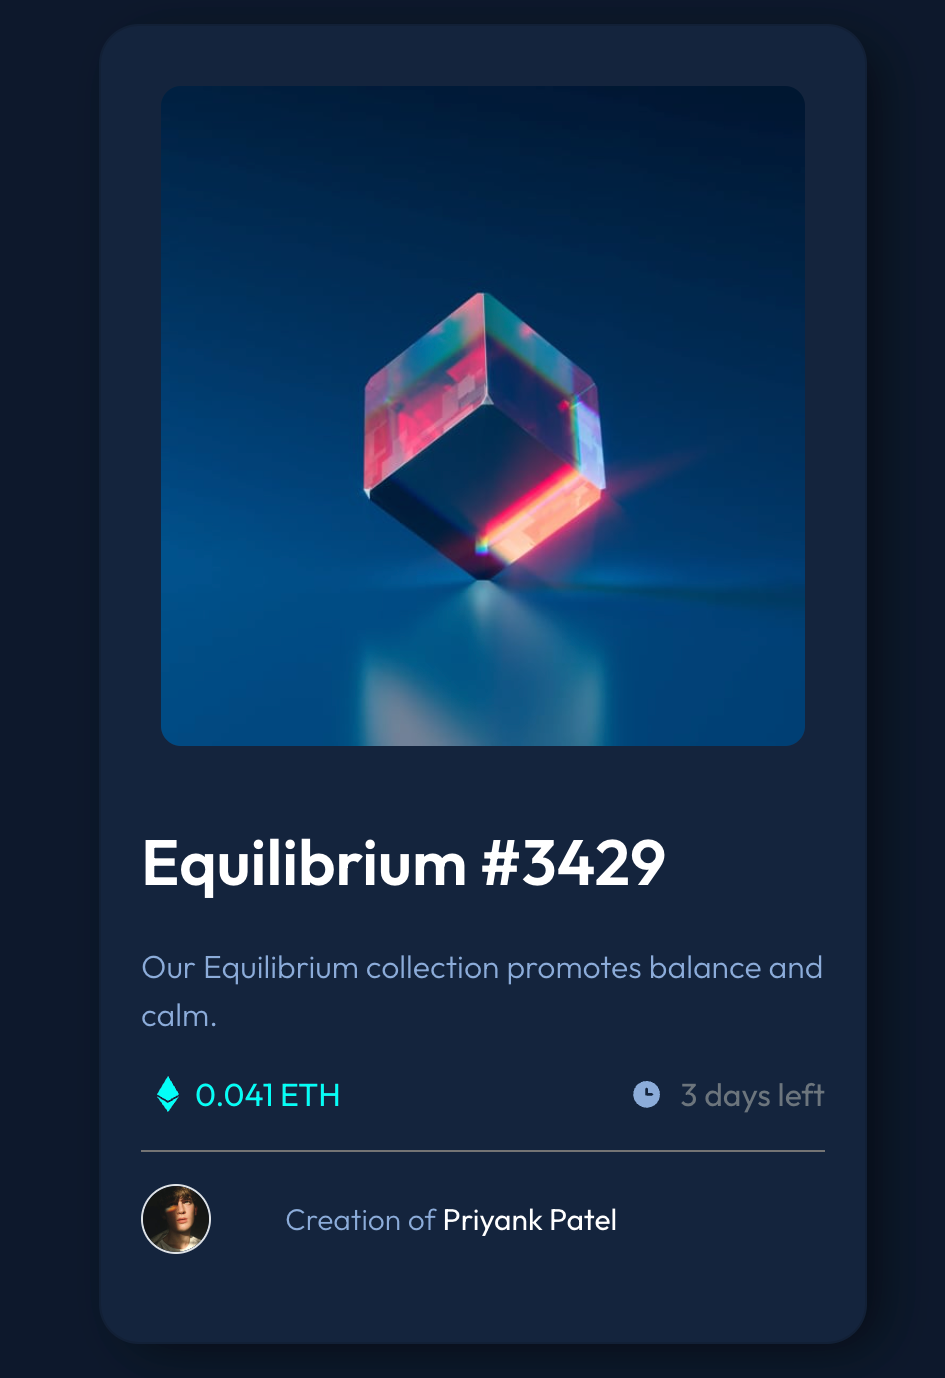 Equilibrium #3429
Our Equilibrium collection promotes balance and
calm.
0.041 ETH
3 days left
Creation of Priyank Patel